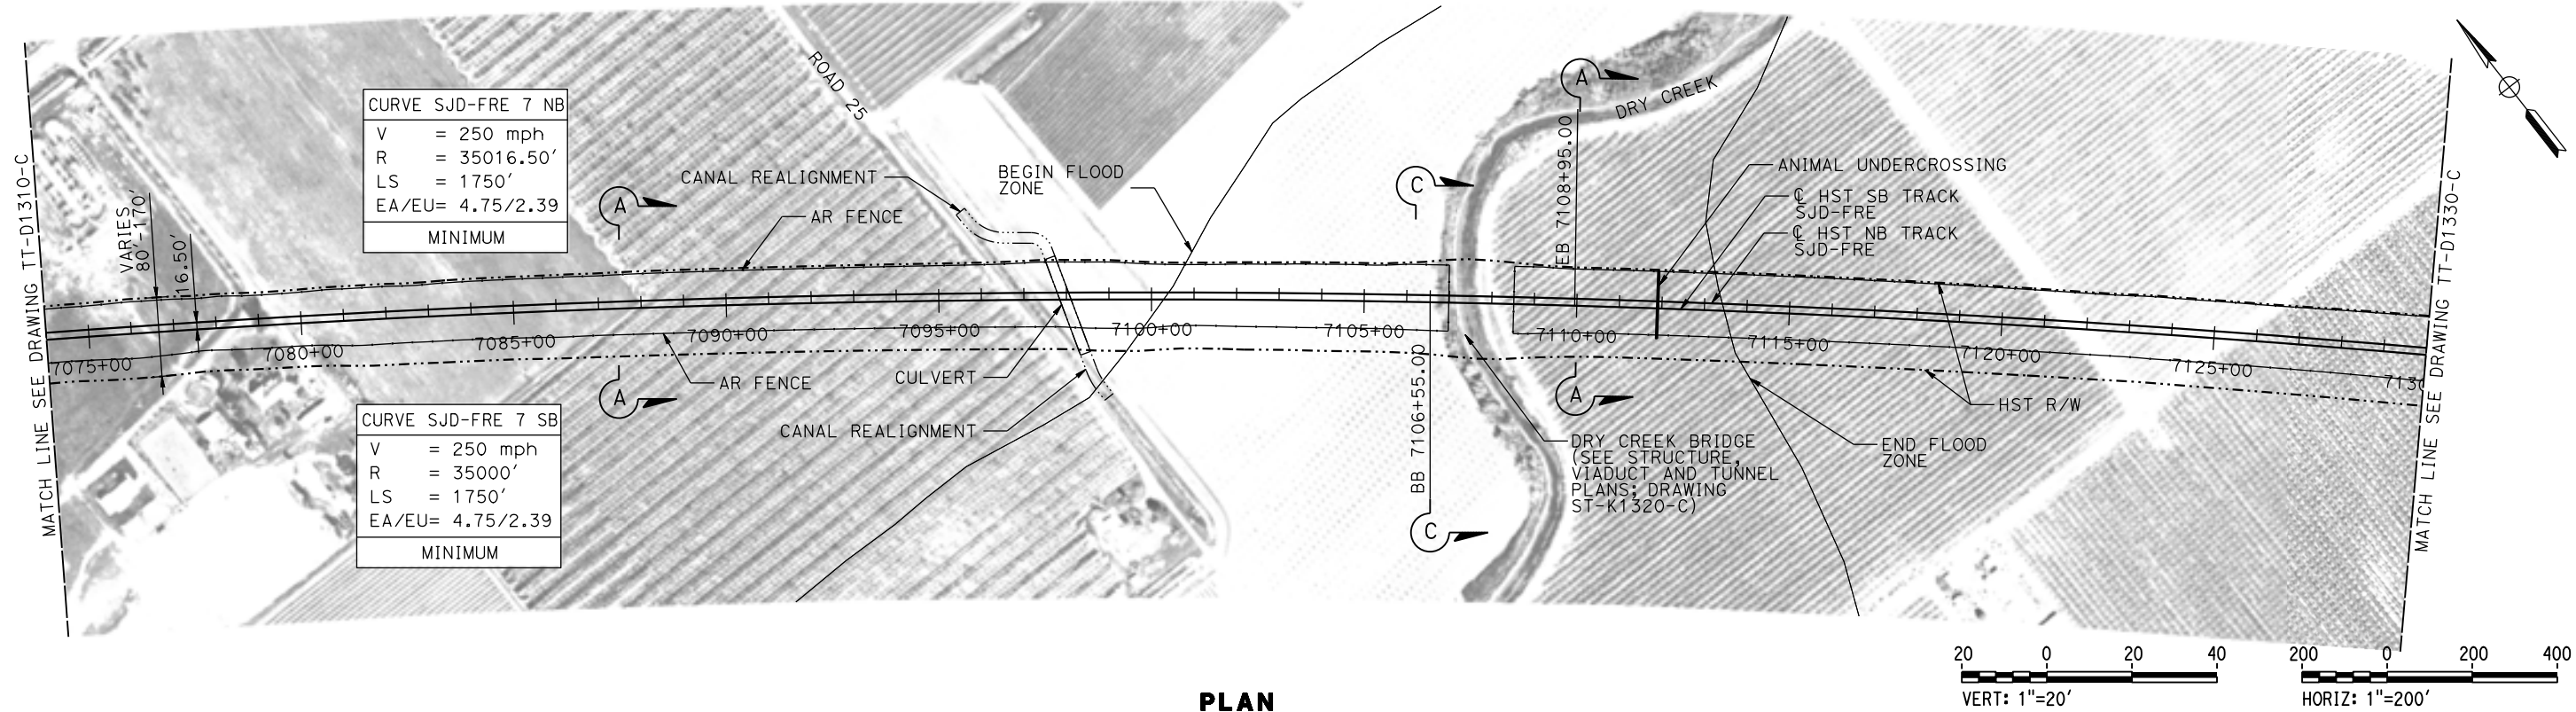 MATCH LINE SEE DRAWING TT-D1310-C
VARIES
80'-170'
16.50'
CURVE SJD-FRE 7 NB
V = 250 mph
R = 35016.50'
LS = 1750'
EA/EU= 4.75/2.39
MINIMUM
CURVE SJD-FRE 7 SB
V = 250 mph
R = 35000'
LS = 1750'
EA/EU= 4.75/2.39
MINIMUM
A
A
ROAD 25
CANAL REALIGNMENT
AR FENCE
BEGIN FLOOD
ZONE
7075+00
7080+00
7085+00
7090+00
7095+00
7100+00
7105+00
7110+00
7115+00
7120+00
7125+00
7130
AR FENCE
CULVERT
CANAL REALIGNMENT
C
C
BB 7106+55.00
EB 7108+95.00
A
A
DRY CREEK
ANIMAL UNDERCROSSING
℄ HST SB TRACK
SJD-FRE
℄ HST NB TRACK
SJD-FRE
HST R/W
END FLOOD
ZONE
DRY CREEK BRIDGE
(SEE STRUCTURE,
VIADUCT AND TUNNEL
PLANS; DRAWING
ST-K1320-C)
MATCH LINE SEE DRAWING TT-D1330-C
20 0 20 40
VERT: 1"=20'
200 0 200 400
HORIZ: 1"=200'
PLAN